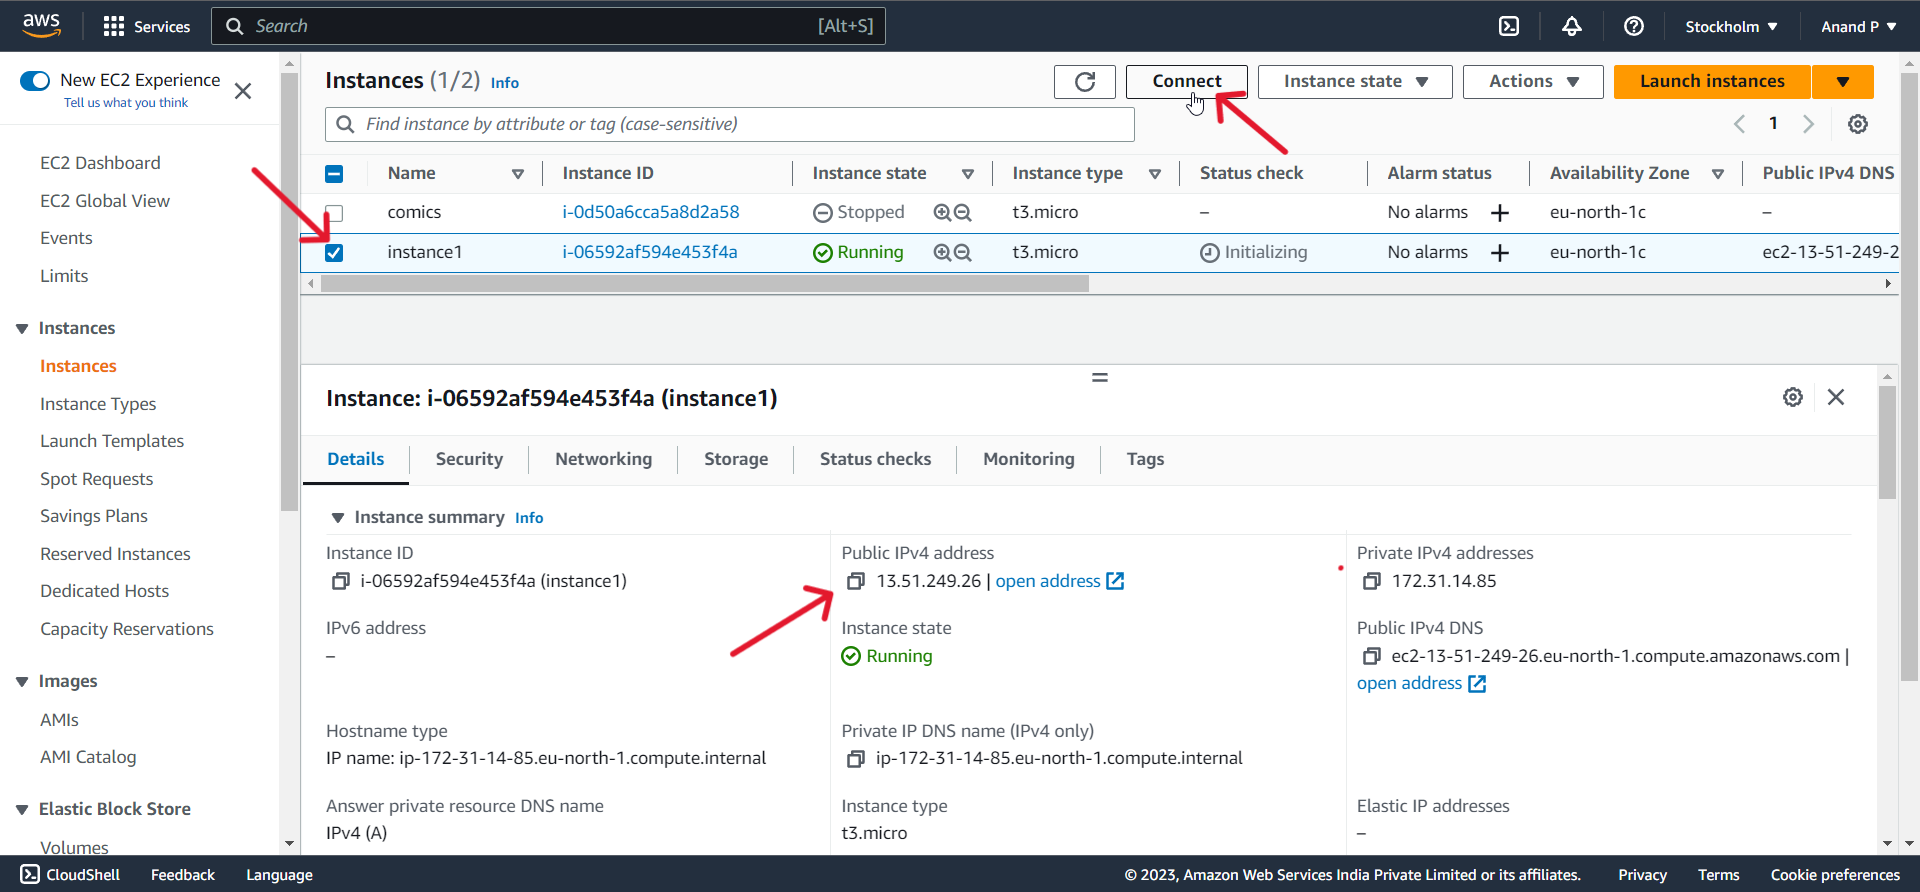 aws
Services
Search
[Alt+S]
Stockholm
Anand P
New EC2 Experience
Tell us what you think
EC2 Dashboard
EC2 Global View
Events
Limits
Instances
Instances
Instance Types
Launch Templates
Spot Requests
Savings Plans
Reserved Instances
Dedicated Hosts
Capacity Reservations
Images
AMIs
AMI Catalog
Elastic Block Store
Volumes
Instances (1/2) Info
Connect
Instance state
Actions
Launch instances
Find instance by attribute or tag (case-sensitive)
1
Name Instance ID Instance state Instance type Status check Alarm status Availability Zone Public IPv4 DNS
comics i-0d50a6cca5a8d2a58 Stopped t3.micro – No alarms + eu-north-1c –
instance1 i-06592af594e453f4a Running t3.micro Initializing No alarms + eu-north-1c ec2-13-51-249-2
Instance: i-06592af594e453f4a (instance1)
Details Security Networking Storage Status checks Monitoring Tags
Instance summary Info
Instance ID
i-06592af594e453f4a (instance1)
Public IPv4 address
13.51.249.26 | open address
Private IPv4 addresses
172.31.14.85
IPv6 address
–
Instance state
Running
Public IPv4 DNS
ec2-13-51-249-26.eu-north-1.compute.amazonaws.com |
open address
Hostname type
IP name: ip-172-31-14-85.eu-north-1.compute.internal
Private IP DNS name (IPv4 only)
ip-172-31-14-85.eu-north-1.compute.internal
Answer private resource DNS name
IPv4 (A)
Instance type
t3.micro
Elastic IP addresses
–
CloudShell Feedback Language
© 2023, Amazon Web Services India Private Limited or its affiliates. Privacy Terms Cookie preferences